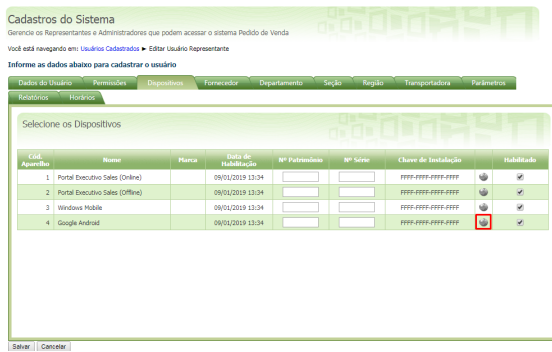 Cadastros do Sistema
Gerencie os Representantes e Administradores que podem acessar o sistema Pedido de Venda
Você está navegando em: Usuários Cadastrados ► Editar Usuário Representante
Informe as dados abaixo para cadastrar o usuário
Dados do Usuário Permissões Dispositivos Fornecedor Departamento Seção Região Transportadora Parâmetros
Relatórios Horários
Selecione os Dispositivos
Cód. Aparelho Nome Marca Data de Habilitação Nº Patrimônio Nº Série Chave de Instalação Habilitado
1 Portal Executivo Sales (Online) 09/01/2019 13:34 FFFF-FFFF-FFFF-FFFF
2 Portal Executivo Sales (Offline) 09/01/2019 13:34 FFFF-FFFF-FFFF-FFFF
3 Windows Mobile 09/01/2019 13:34 FFFF-FFFF-FFFF-FFFF
4 Google Android 09/01/2019 13:34 FFFF-FFFF-FFFF-FFFF
Salvar Cancelar